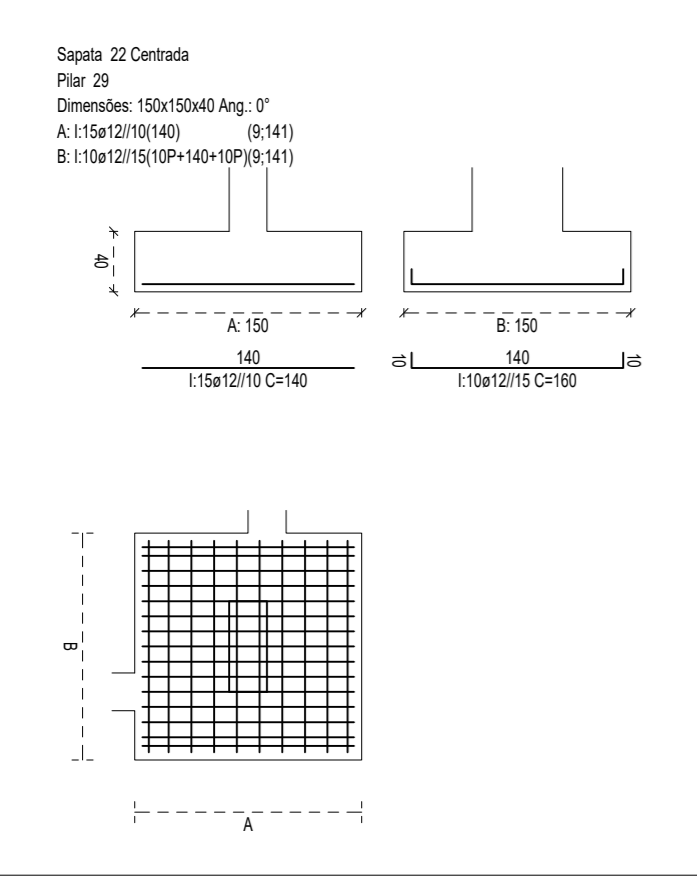 Sapata 22 Centrada
Pilar 29
Dimensões: 150x150x40 Ang.: 0°
A: I:15ø12//10(140) (9;141)
B: I:10ø12//15(10P+140+10P)(9;141)
40
A: 150
B: 150
140
I:15ø12//10 C=140
10
140
10
I:10ø12//15 C=160
B
A